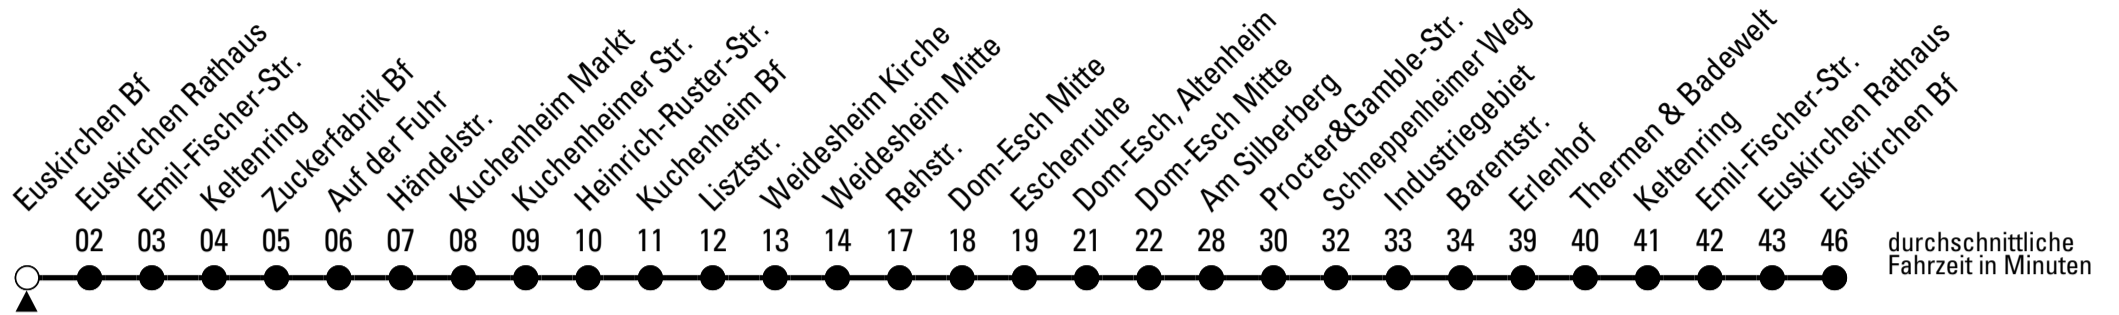 Euskirchen Bf
Euskirchen Rathaus
Emil-Fischer-Str.
Keltenring
Zuckerfabrik Bf
Auf der Fuhr
Händelstr.
Kuchenheim Markt
Kuchenheimer Str.
Heinrich-Ruster-Str.
Kuchenheim Bf
Lisztstr.
Weidesheim Kirche
Weidesheim Mitte
Rehstr.
Dom-Esch Mitte
Eschenruhe
Dom-Esch, Altenheim
Dom-Esch Mitte
Am Silberberg
Procter&Gamble-Str.
Schneppenheimer Weg
Industriegebiet
Barentstr.
Erlenhof
Thermen & Badewelt
Keltenring
Emil-Fischer-Str.
Euskirchen Rathaus
Euskirchen Bf
02 03 04 05 06 07 08 09 10 11 12 13 14 17 18 19 21 22 28 30 32 33 34 39 40 41 42 43 46
durchschnittliche
Fahrzeit in Minuten